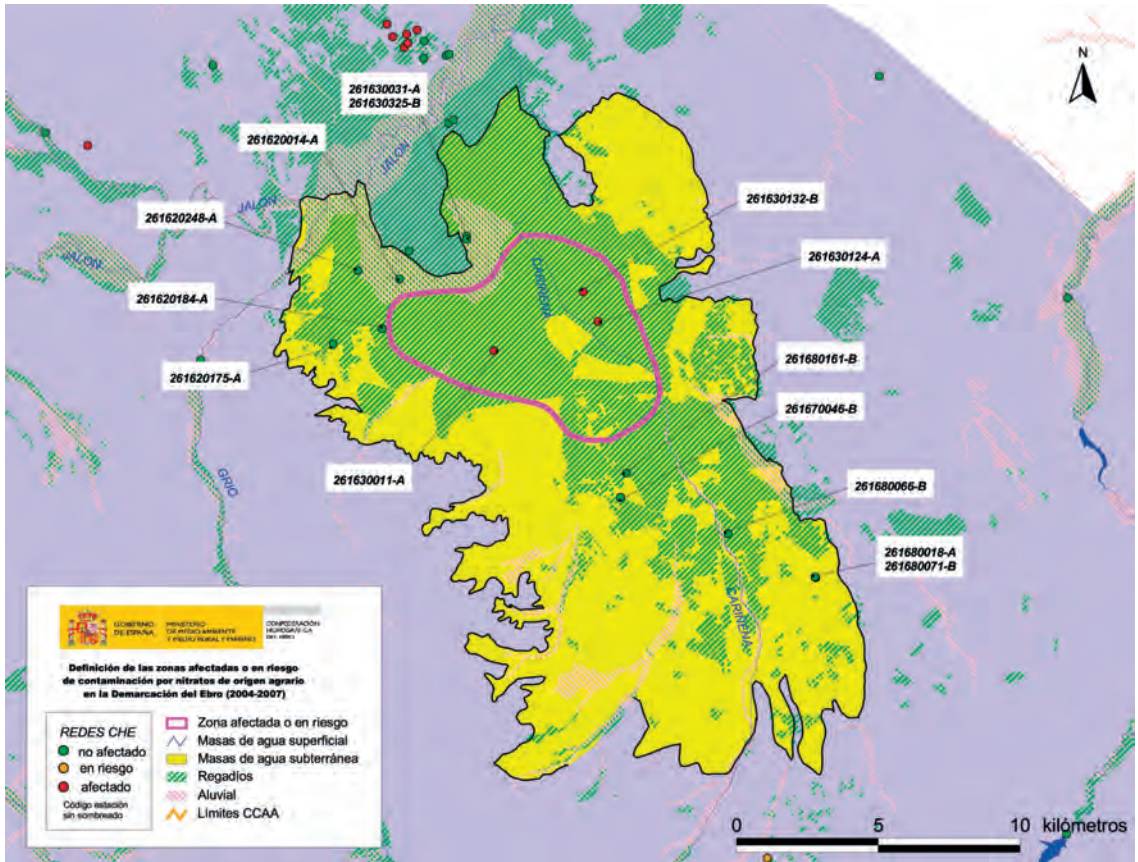 N
261630031-A
261630325-B
261620014-A
JALON
JALON
261620248-A
261630132-B
JALON
CARIÑENA
261630124-A
261620184-A
261680161-B
261620175-A
261670046-B
GRIO
261630011-A
261680066-B
261680018-A
261680071-B
CARIÑENA
GOBIERNO
DE ESPAÑA
MINISTERIO
DE MEDIO AMBIENTE
Y MEDIO RURAL Y MARINO
CONFEDERACIÓN
HIDROGRÁFICA
DEL EBRO
Definición de las zonas afectadas o en riesgo
de contaminación por nitratos de origen agrario
en la Demarcación del Ebro (2004-2007)
REDES CHE
no afectado
en riesgo
afectado
Código estación
sin sombreado
Zona afectada o en riesgo
Masas de agua superficial
Masas de agua subterránea
Regadíos
Aluvial
Límites CCAA
0 5 10 kilómetros